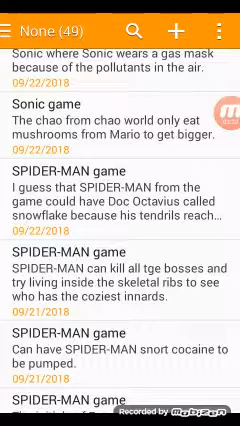 None (49)
Sonic where Sonic wears a gas mask
because of the pollutants in the air.
09/22/2018
Sonic game
The chao from chao world only eat
mushrooms from Mario to get bigger.
09/22/2018
SPIDER-MAN game
I guess that SPIDER-MAN from the
game could have Doc Octavius called
snowflake because his tendrils reach...
09/22/2018
SPIDER-MAN game
SPIDER-MAN can kill all tge bosses and
try living inside the skeletal ribs to see
who has the coziest innards.
09/21/2018
SPIDER-MAN game
Can have SPIDER-MAN snort cocaine to
be pumped.
09/21/2018
SPIDER-MAN game
Recorded by
mobizen